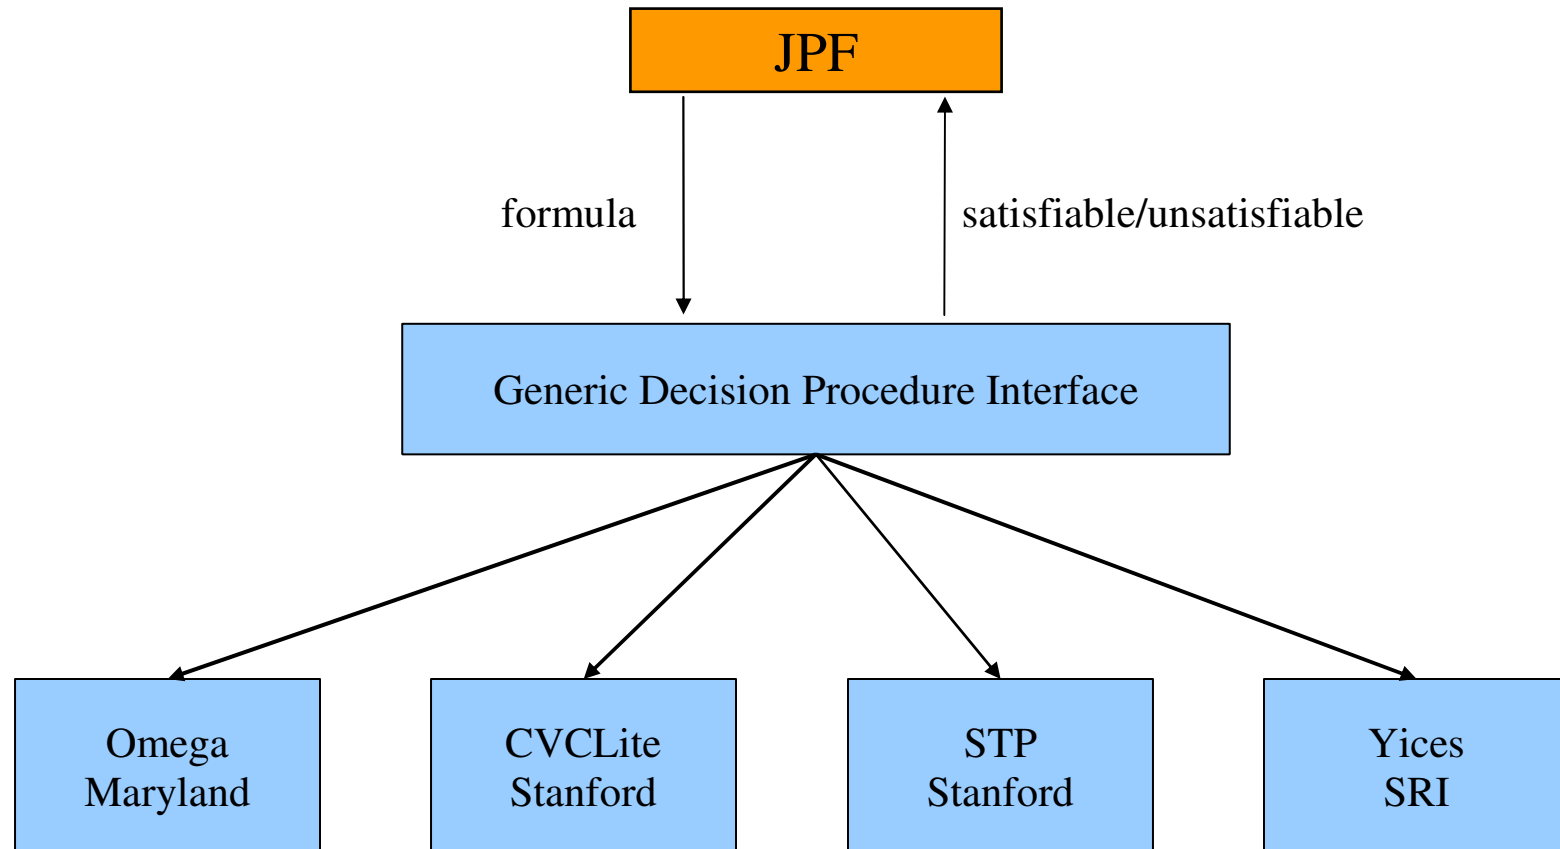 JPF
formula
satisfiable/unsatisfiable
Generic Decision Procedure Interface
Omega
Maryland
CVCLite
Stanford
STP
Stanford
Yices
SRI